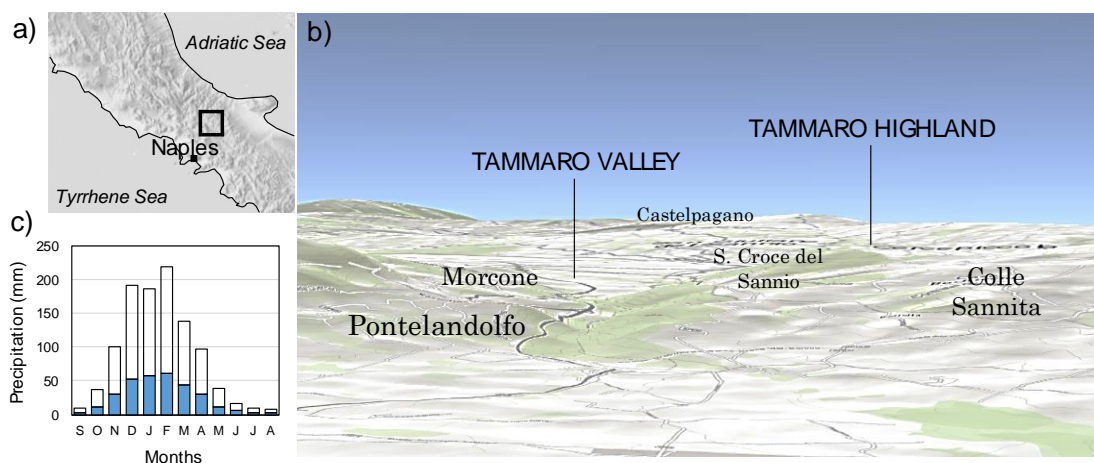 a)
Adriatic Sea
Naples
Tyrrhene Sea
b)
TAMMARO HIGHLAND
TAMMARO VALLEY
Castelpagano
S. Croce del
Sannio
Morcone
Colle
Sannita
Pontelandolfo
c)
Precipitation (mm)
250
200
150
100
50
0
S O N D J F M A M J J A
Months